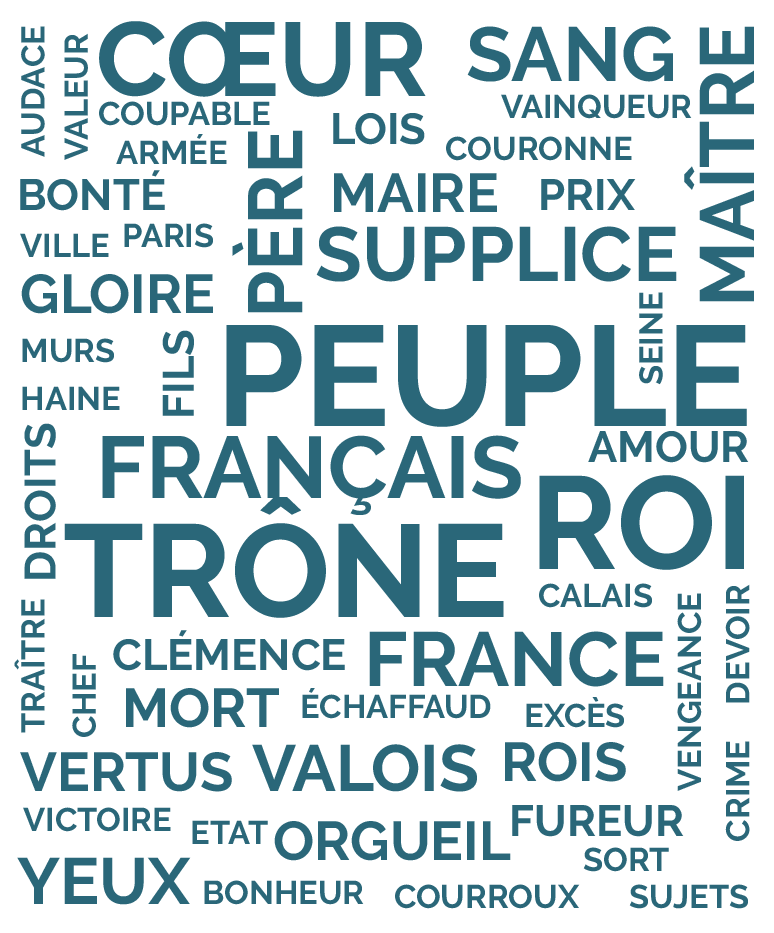 AUDACE
VALEUR
CŒUR
SANG
MAÎTRE
COUPABLE
VAINQUEUR
LOIS
ARMÉE
COURONNE
PÈRE
BONTÉ
MAIRE
PRIX
VILLE
PARIS
SUPPLICE
GLOIRE
SEINE
MURS
FILS
PEUPLE
HAINE
DROITS
FRANÇAIS
AMOUR
ROI
TRÔNE
CALAIS
TRAÎTRE
CHEF
CLÉMENCE
FRANCE
VENGEANCE
DEVOIR
MORT
ÉCHAFFAUD
EXCÈS
VERTUS
VALOIS
ROIS
CRIME
VICTOIRE
ETAT
ORGUEIL
FUREUR
SORT
YEUX
BONHEUR
COURROUX
SUJETS